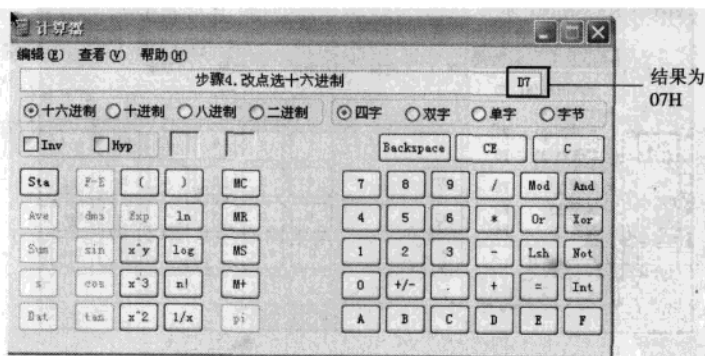 计算器
编辑(E) 查看(V) 帮助(H)
步骤4.改点选十六进制 D7
结果为
07H
十六进制 十进制 八进制 二进制 四字 双字 单字 字节
Inv Hyp Backspace CE C
Sta F-E ( ) MC 7 8 9 / Mod And
Ave dms Exp ln MR 4 5 6 * Or Xor
Sum sin x^y log MS 1 2 3 - Lsh Not
s cos x^3 n! M+ 0 +/- . + = Int
Dat tan x^2 1/x pi A B C D E F